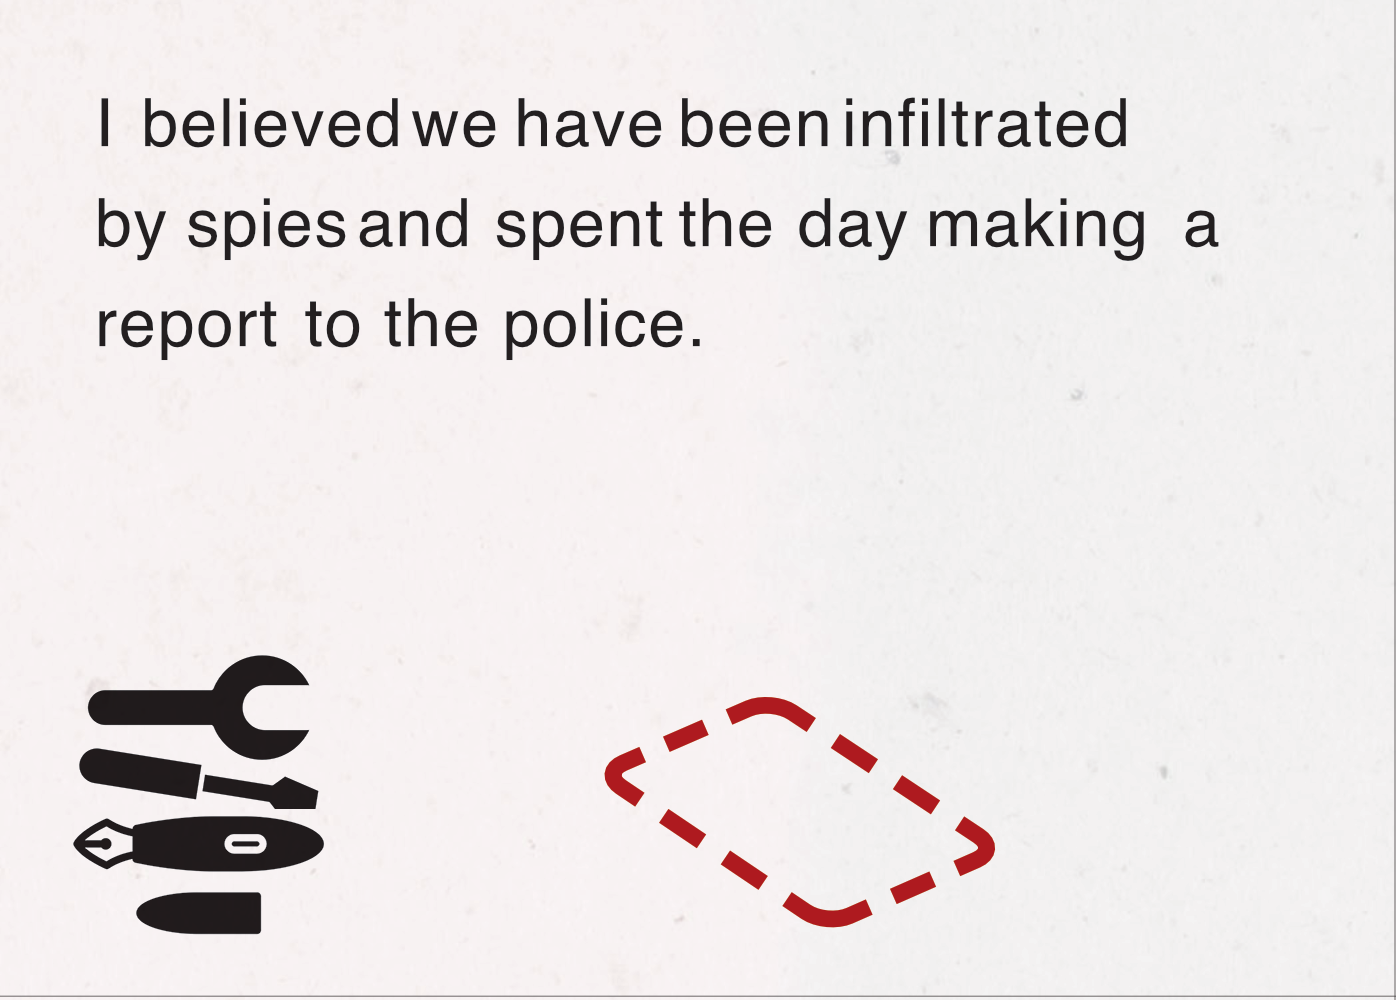 I believed we have been infiltrated
by spies and spent the day making a
report to the police.